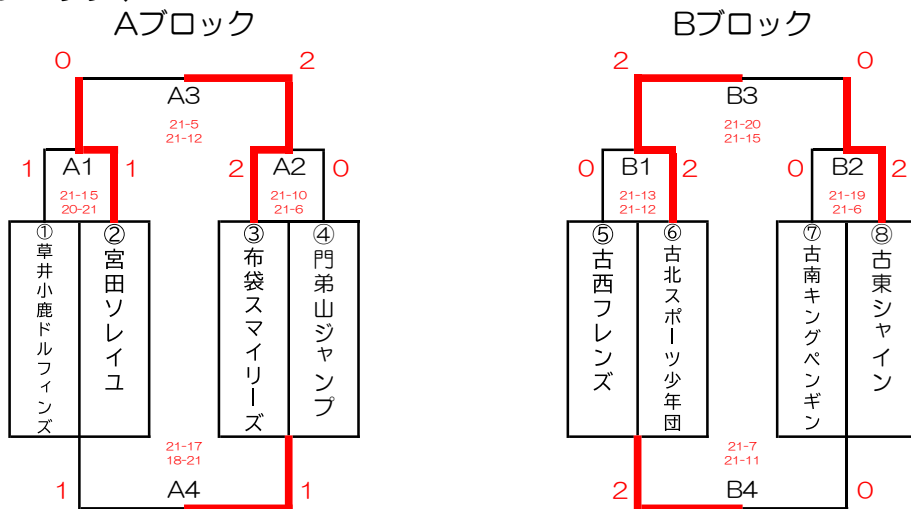 Aブロック
Bブロック
0
2
2
0
A3
B3
21-5
21-12
21-20
21-15
1
A1
1
2
A2
0
0
B1
2
0
B2
2
21-15
20-21
21-10
21-6
21-13
21-12
21-19
21-6
①草井小鹿ドルフィンズ
②宮田ソレイユ
③布袋スマイリーズ
④門弟山ジャンプ
⑤古西フレンズ
⑥古北スポーツ少年団
⑦古南キングペンギン
⑧古東シャイン
21-17
18-21
21-7
21-11
1
A4
1
2
B4
0